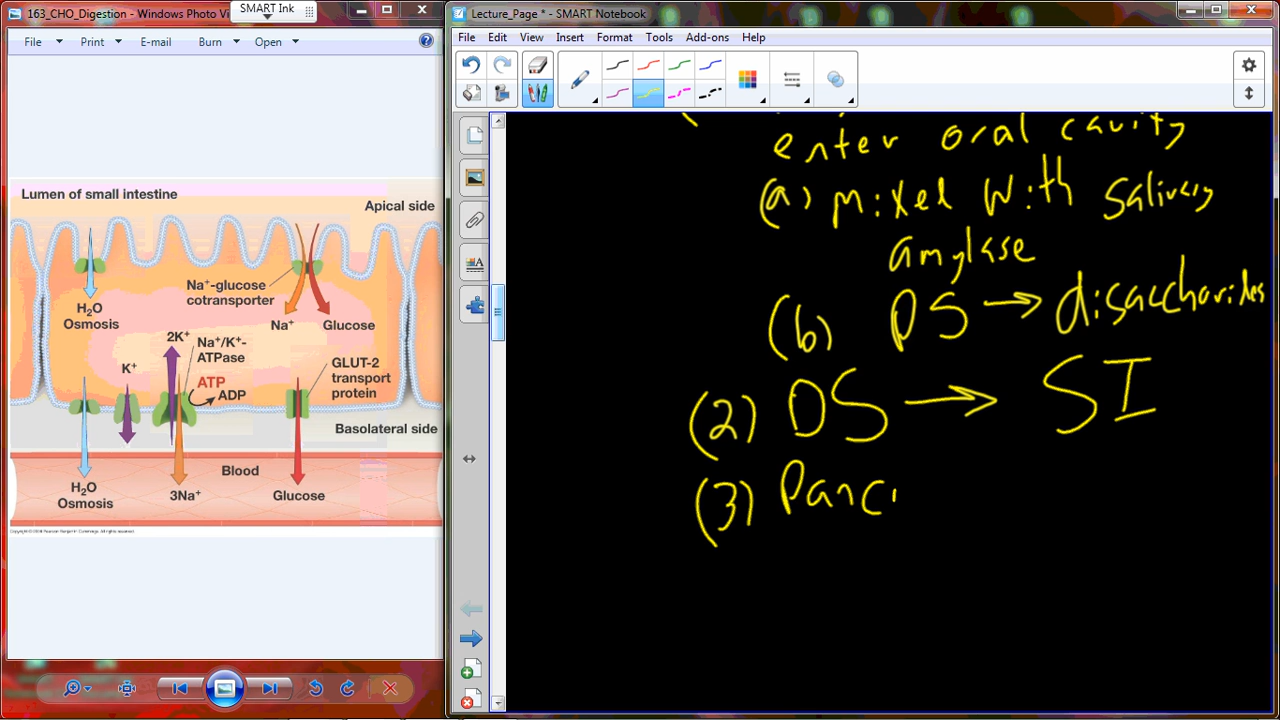 163_CHO_Digestion - Windows Photo Vi
SMART Ink
File Print E-mail Burn Open
Lumen of small intestine
Apical side
Na+-glucose
cotransporter
H2O
Osmosis
Na+
Glucose
2K+
Na+/K+-
ATPase
K+
ATP
ADP
GLUT-2
transport
protein
Basolateral side
Blood
H2O
Osmosis
3Na+
Glucose
Lecture_Page * - SMART Notebook
File Edit View Insert Format Tools Add-ons Help
enter oral cavity
(a) Mixed with Salivary
amylase
(b) PS → disaccharides
(2) DS → SI
(3) Panc